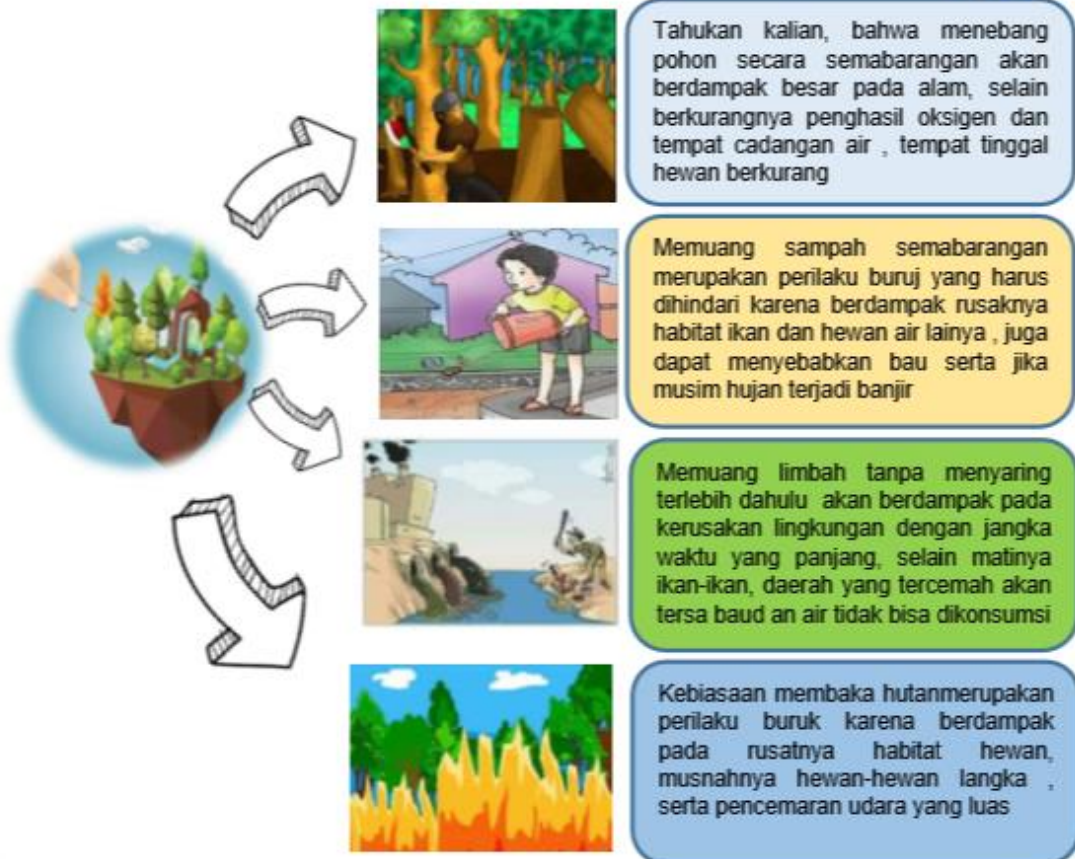 Tahukan kalian, bahwa menebang
pohon secara semabarangan akan
berdampak besar pada alam, selain
berkurangnya penghasil oksigen dan
tempat cadangan air , tempat tinggal
hewan berkurang
Memuang sampah semabarangan
merupakan perilaku buruj yang harus
dihindari karena berdampak rusaknya
habitat ikan dan hewan air lainya , juga
dapat menyebabkan bau serta jika
musim hujan terjadi banjir
Memuang limbah tanpa menyaring
terlebih dahulu akan berdampak pada
kerusakan lingkungan dengan jangka
waktu yang panjang, selain matinya
ikan-ikan, daerah yang tercemah akan
tersa baud an air tidak bisa dikonsumsi
Kebiasaan membaka hutanmerupakan
perilaku buruk karena berdampak
pada rusatnya habitat hewan,
musnahnya hewan-hewan langka ,
serta pencemaran udara yang luas